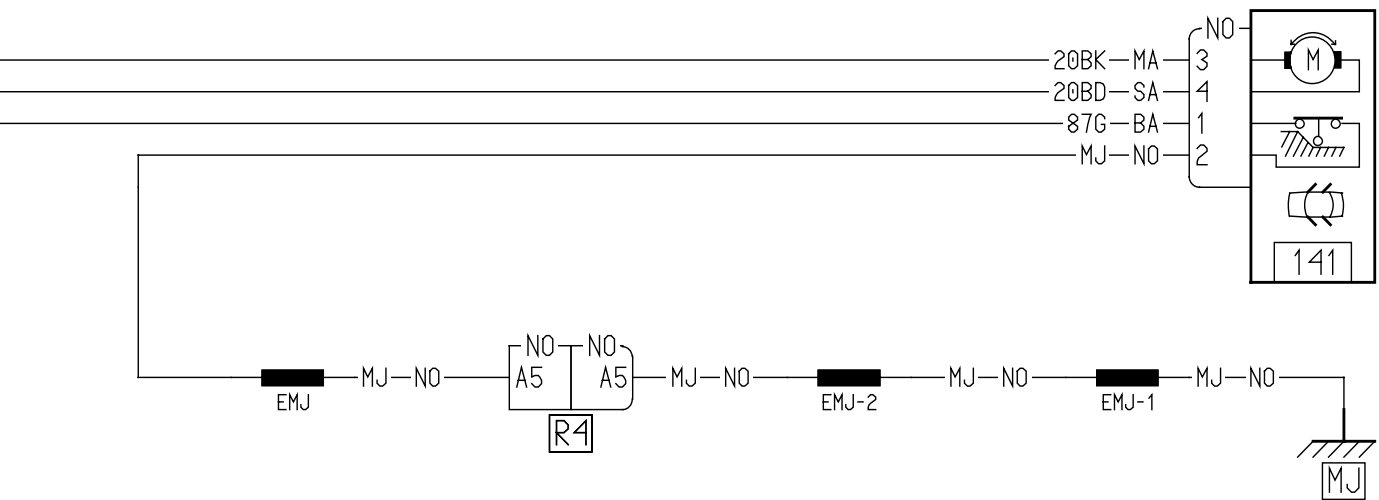 NO
20BK MA 3 M
20BD SA 4
87G BA 1
MJ NO 2
141
NO NO
MJ NO A5 A5 MJ NO MJ NO MJ NO
EMJ EMJ-2 EMJ-1
R4
MJ